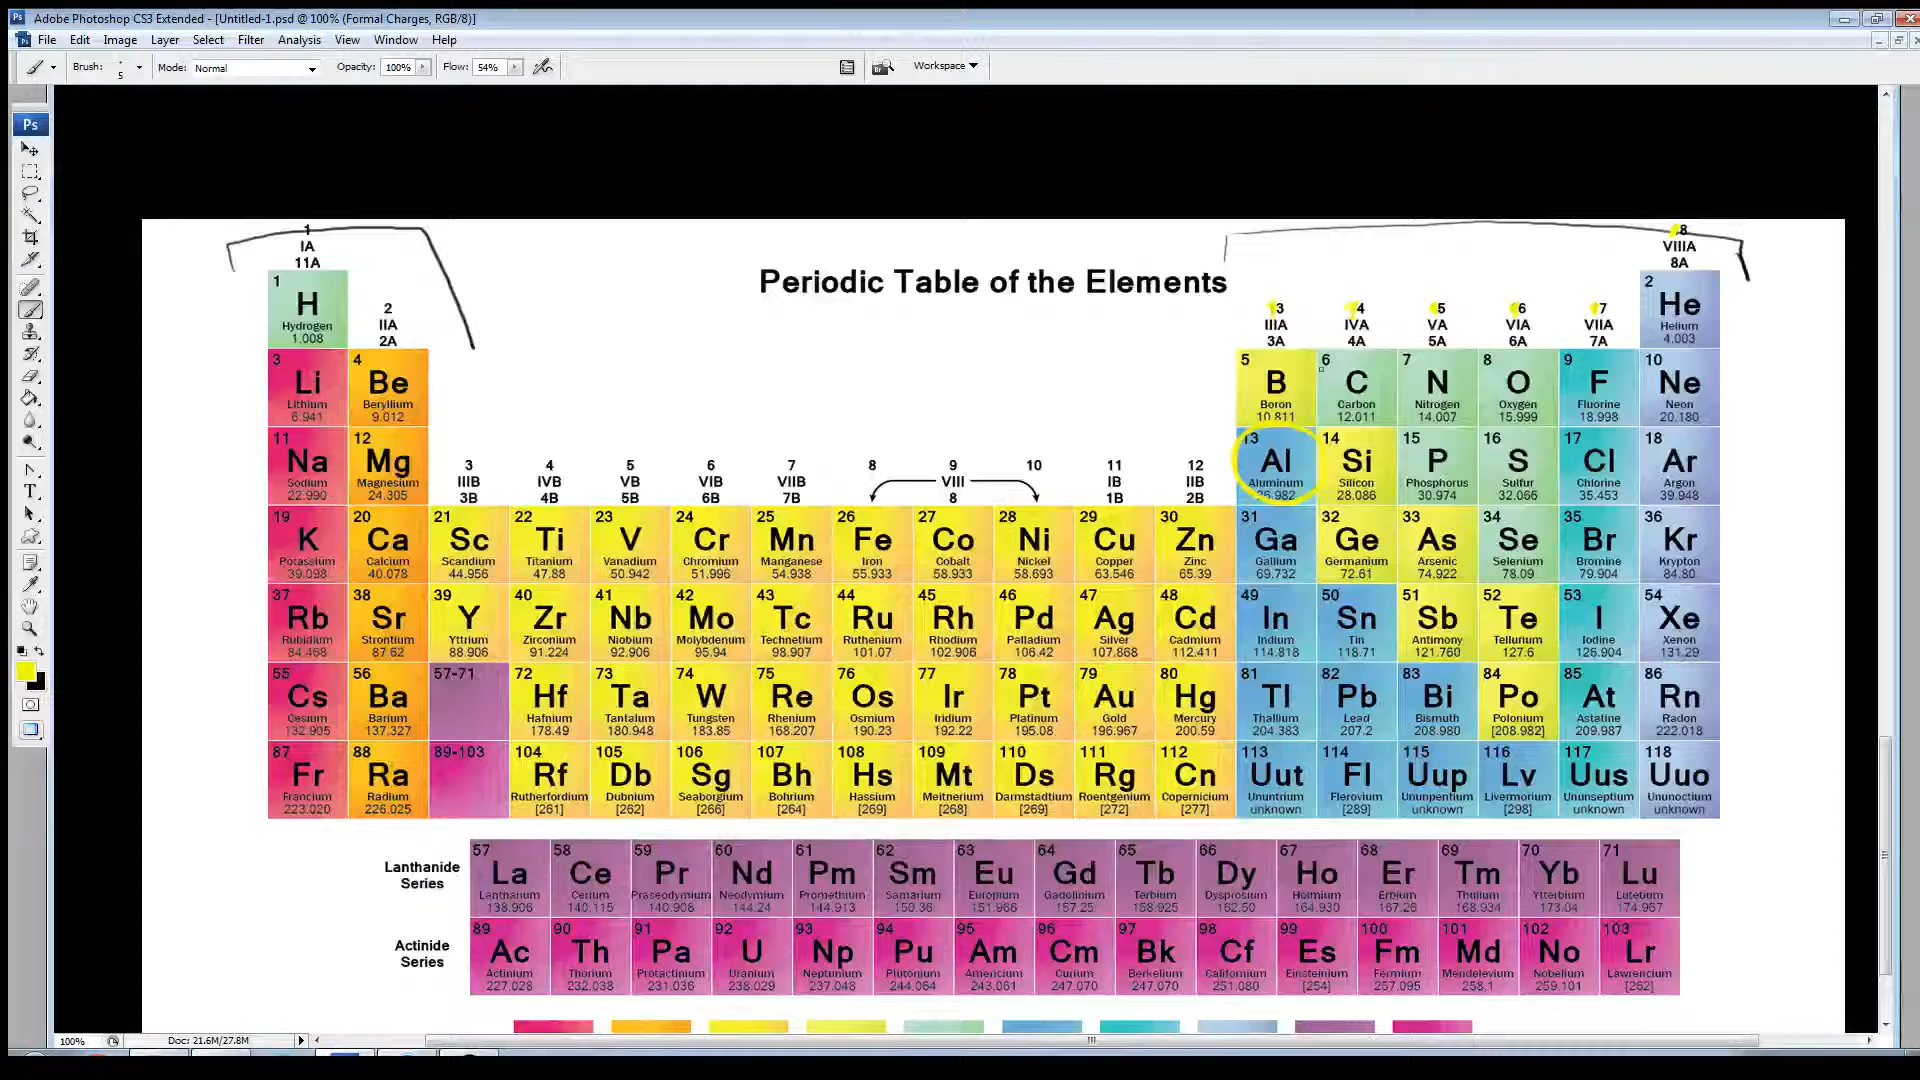 Adobe Photoshop CS3 Extended - [Untitled-1.psd @ 100% (Formal Charges, RGB/8)]
File Edit Image Layer Select Filter Analysis View Window Help
Brush: 5 Mode: Normal Opacity: 100% Flow: 54% Workspace
Ps
Periodic Table of the Elements
1 IA 11A
2 IIA 2A
3 IIIB 3B
4 IVB 4B
5 VB 5B
6 VIB 6B
7 VIIB 7B
8 9 10 VIII 8
11 IB 1B
12 IIB 2B
3 IIIA 3A
4 IVA 4A
5 VA 5A
6 VIA 6A
7 VIIA 7A
8 VIIIA 8A
1 H Hydrogen 1.008
2 He Helium 4.003
3 Li Lithium 6.941
4 Be Beryllium 9.012
5 B Boron 10.811
6 C Carbon 12.011
7 N Nitrogen 14.007
8 O Oxygen 15.999
9 F Fluorine 18.998
10 Ne Neon 20.180
11 Na Sodium 22.990
12 Mg Magnesium 24.305
13 Al Aluminum 26.982
14 Si Silicon 28.086
15 P Phosphorus 30.974
16 S Sulfur 32.066
17 Cl Chlorine 35.453
18 Ar Argon 39.948
19 K Potassium 39.098
20 Ca Calcium 40.078
21 Sc Scandium 44.956
22 Ti Titanium 47.88
23 V Vanadium 50.942
24 Cr Chromium 51.996
25 Mn Manganese 54.938
26 Fe Iron 55.933
27 Co Cobalt 58.933
28 Ni Nickel 58.693
29 Cu Copper 63.546
30 Zn Zinc 65.39
31 Ga Gallium 69.732
32 Ge Germanium 72.61
33 As Arsenic 74.922
34 Se Selenium 78.09
35 Br Bromine 79.904
36 Kr Krypton 84.80
37 Rb Rubidium 84.468
38 Sr Strontium 87.62
39 Y Yttrium 88.906
40 Zr Zirconium 91.224
41 Nb Niobium 92.906
42 Mo Molybdenum 95.94
43 Tc Technetium 98.907
44 Ru Ruthenium 101.07
45 Rh Rhodium 102.906
46 Pd Palladium 106.42
47 Ag Silver 107.868
48 Cd Cadmium 112.411
49 In Indium 114.818
50 Sn Tin 118.71
51 Sb Antimony 121.760
52 Te Tellurium 127.6
53 I Iodine 126.904
54 Xe Xenon 131.29
55 Cs Cesium 132.905
56 Ba Barium 137.327
57-71
72 Hf Hafnium 178.49
73 Ta Tantalum 180.948
74 W Tungsten 183.85
75 Re Rhenium 168.207
76 Os Osmium 190.23
77 Ir Iridium 192.22
78 Pt Platinum 195.08
79 Au Gold 196.967
80 Hg Mercury 200.59
81 Tl Thallium 204.383
82 Pb Lead 207.2
83 Bi Bismuth 208.980
84 Po Polonium [208.982]
85 At Astatine 209.987
86 Rn Radon 222.018
87 Fr Francium 223.020
88 Ra Radium 226.025
89-103
104 Rf Rutherfordium [261]
105 Db Dubnium [262]
106 Sg Seaborgium [266]
107 Bh Bohrium [264]
108 Hs Hassium [269]
109 Mt Meitnerium [268]
110 Ds Darmstadtium [269]
111 Rg Roentgenium [272]
112 Cn Copernicium [277]
113 Uut Ununtrium unknown
114 Fl Flerovium [289]
115 Uup Ununpentium unknown
116 Lv Livermorium [298]
117 Uus Ununseptium unknown
118 Uuo Ununoctium unknown
Lanthanide Series
57 La Lanthanum 138.906
58 Ce Cerium 140.115
59 Pr Praseodymium 140.908
60 Nd Neodymium 144.24
61 Pm Promethium 144.913
62 Sm Samarium 150.36
63 Eu Europium 151.966
64 Gd Gadolinium 157.25
65 Tb Terbium 158.925
66 Dy Dysprosium 162.50
67 Ho Holmium 164.930
68 Er Erbium 167.26
69 Tm Thulium 168.934
70 Yb Ytterbium 173.04
71 Lu Lutetium 174.967
Actinide Series
89 Ac Actinium 227.028
90 Th Thorium 232.038
91 Pa Protactinium 231.036
92 U Uranium 238.029
93 Np Neptunium 237.048
94 Pu Plutonium 244.064
95 Am Americium 243.061
96 Cm Curium 247.070
97 Bk Berkelium 247.070
98 Cf Californium 251.080
99 Es Einsteinium [254]
100 Fm Fermium 257.095
101 Md Mendelevium 258.1
102 No Nobelium 259.101
103 Lr Lawrencium [262]
100% Doc: 21.6M/27.8M